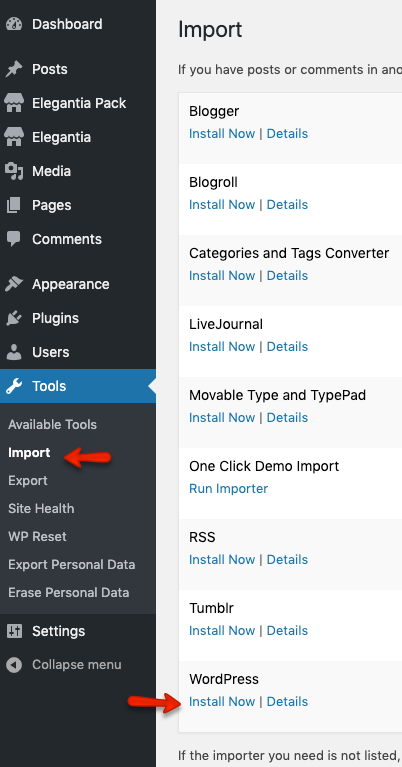 Dashboard
Posts
Elegantia Pack
Elegantia
Media
Pages
Comments
Appearance
Plugins
Users
Tools
Available Tools
Import
Export
Site Health
WP Reset
Export Personal Data
Erase Personal Data
Settings
Collapse menu
Import
If you have posts or comments in ano
Blogger
Install Now | Details
Blogroll
Install Now | Details
Categories and Tags Converter
Install Now | Details
LiveJournal
Install Now | Details
Movable Type and TypePad
Install Now | Details
One Click Demo Import
Run Importer
RSS
Install Now | Details
Tumblr
Install Now | Details
WordPress
Install Now | Details
If the importer you need is not listed,